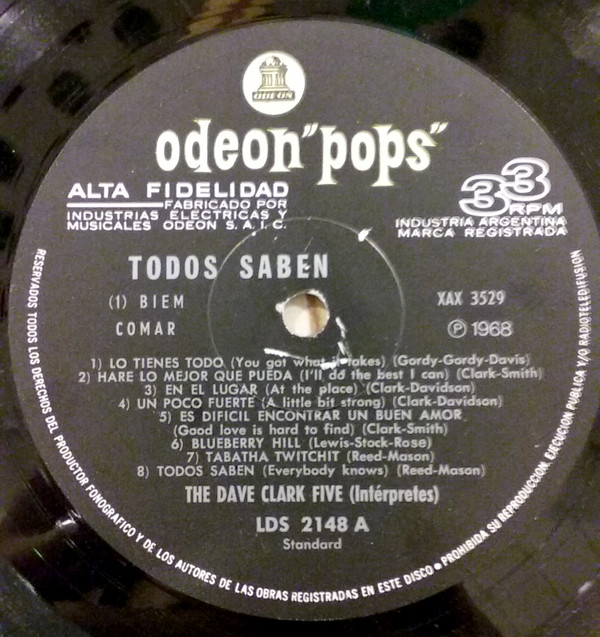 ODEON
odeon "pops"
ALTA FIDELIDAD
FABRICADO POR
INDUSTRIAS ELECTRICAS Y
MUSICALES ODEON S.A.I.C.
33 RPM
INDUSTRIA ARGENTINA
MARCA REGISTRADA
TODOS SABEN
(1) BIEM
COMAR
XAX 3529
℗ 1968
1) LO TIENES TODO (You got what it takes) (Gordy-Gordy-Davis)
2) HARE LO MEJOR QUE PUEDA (I'll do the best I can) (Clark-Smith)
3) EN EL LUGAR (At the place) (Clark-Davidson)
4) UN POCO FUERTE (A little bit strong) (Clark-Davidson)
5) ES DIFICIL ENCONTRAR UN BUEN AMOR
(Good love is hard to find) (Clark-Smith)
6) BLUEBERRY HILL (Lewis-Stock-Rose)
7) TABATHA TWITCHIT (Reed-Mason)
8) TODOS SABEN (Everybody knows) (Reed-Mason)
THE DAVE CLARK FIVE (Intérpretes)
LDS 2148 A
Standard
RESERVADOS TODOS LOS DERECHOS DEL PRODUCTOR FONOGRAFICO Y DE LOS AUTORES DE LAS OBRAS REGISTRADAS EN ESTE DISCO • PROHIBIDA SU REPRODUCCION, EJECUCION PUBLICA Y/O RADIOTELEDIFUSION